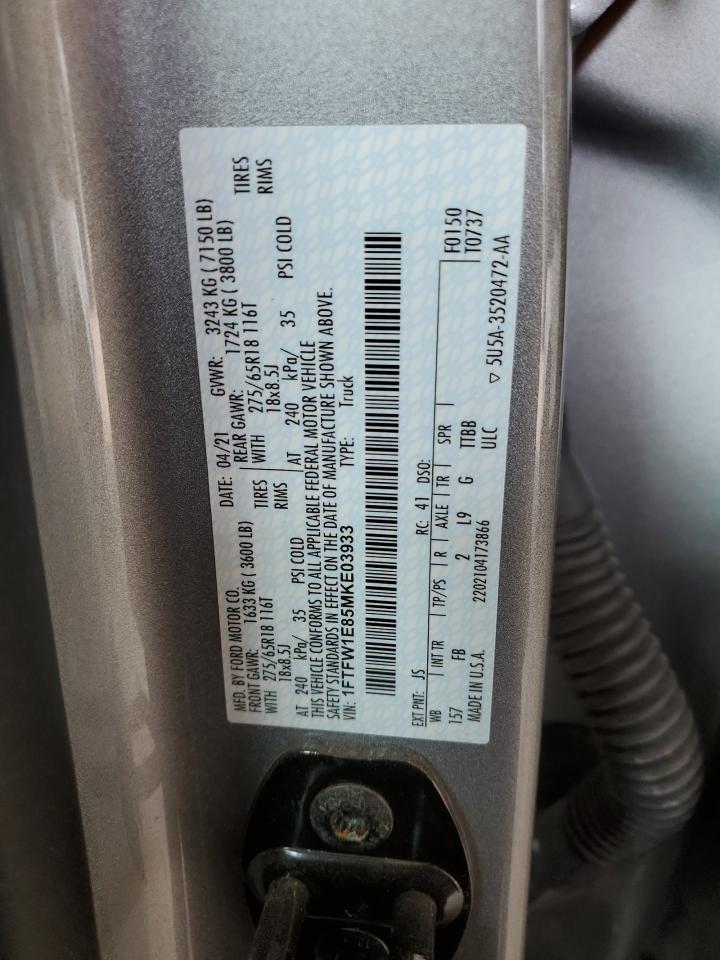 MFD. BY FORD MOTOR CO. DATE: 04/21 GVWR: 3243 KG ( 7150 LB)
FRONT GAWR: 1633 KG ( 3600 LB) REAR GAWR: 1724 KG ( 3800 LB)
WITH 275/65R18 116T TIRES WITH 275/65R18 116T TIRES
18x8.5J RIMS 18x8.5J RIMS
AT 240 kPa/ 35 PSI COLD AT 240 kPa/ 35 PSI COLD
THIS VEHICLE CONFORMS TO ALL APPLICABLE FEDERAL MOTOR VEHICLE
SAFETY STANDARDS IN EFFECT ON THE DATE OF MANUFACTURE SHOWN ABOVE.
VIN: 1FTFW1E85MKE03933 TYPE: Truck
EXT PNT: JS RC: 41 DSO:
WB INT TR TP/PS R AXLE TR SPR F0150
157 FB 2 L9 G TTBB T0737
MADE IN U.S.A. 2202104173866 ULC
▽ 5U5A-3520472-AA